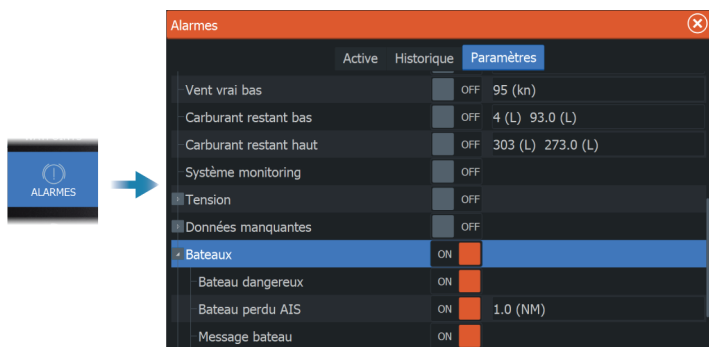 Alarmes
Active Historique Paramètres
Vent vrai bas OFF 95 (kn)
Carburant restant bas OFF 4 (L) 93.0 (L)
Carburant restant haut OFF 303 (L) 273.0 (L)
Système monitoring OFF
ALARMES
Tension OFF
Données manquantes OFF
Bateaux ON
Bateau dangereux ON
Bateau perdu AIS ON 1.0 (NM)
Message bateau ON